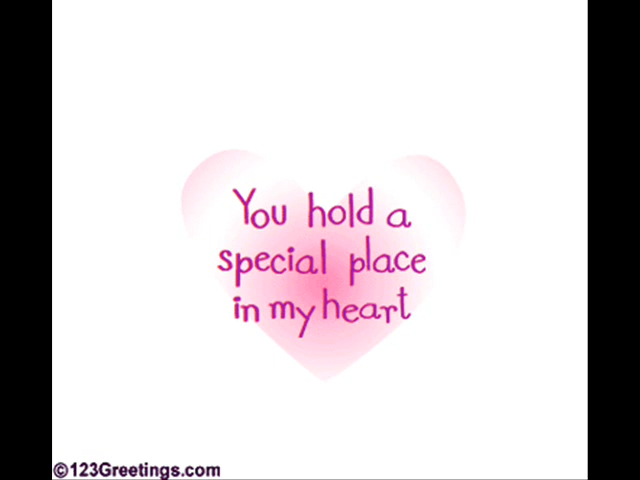 You hold a
special place
in my heart
©123Greetings.com